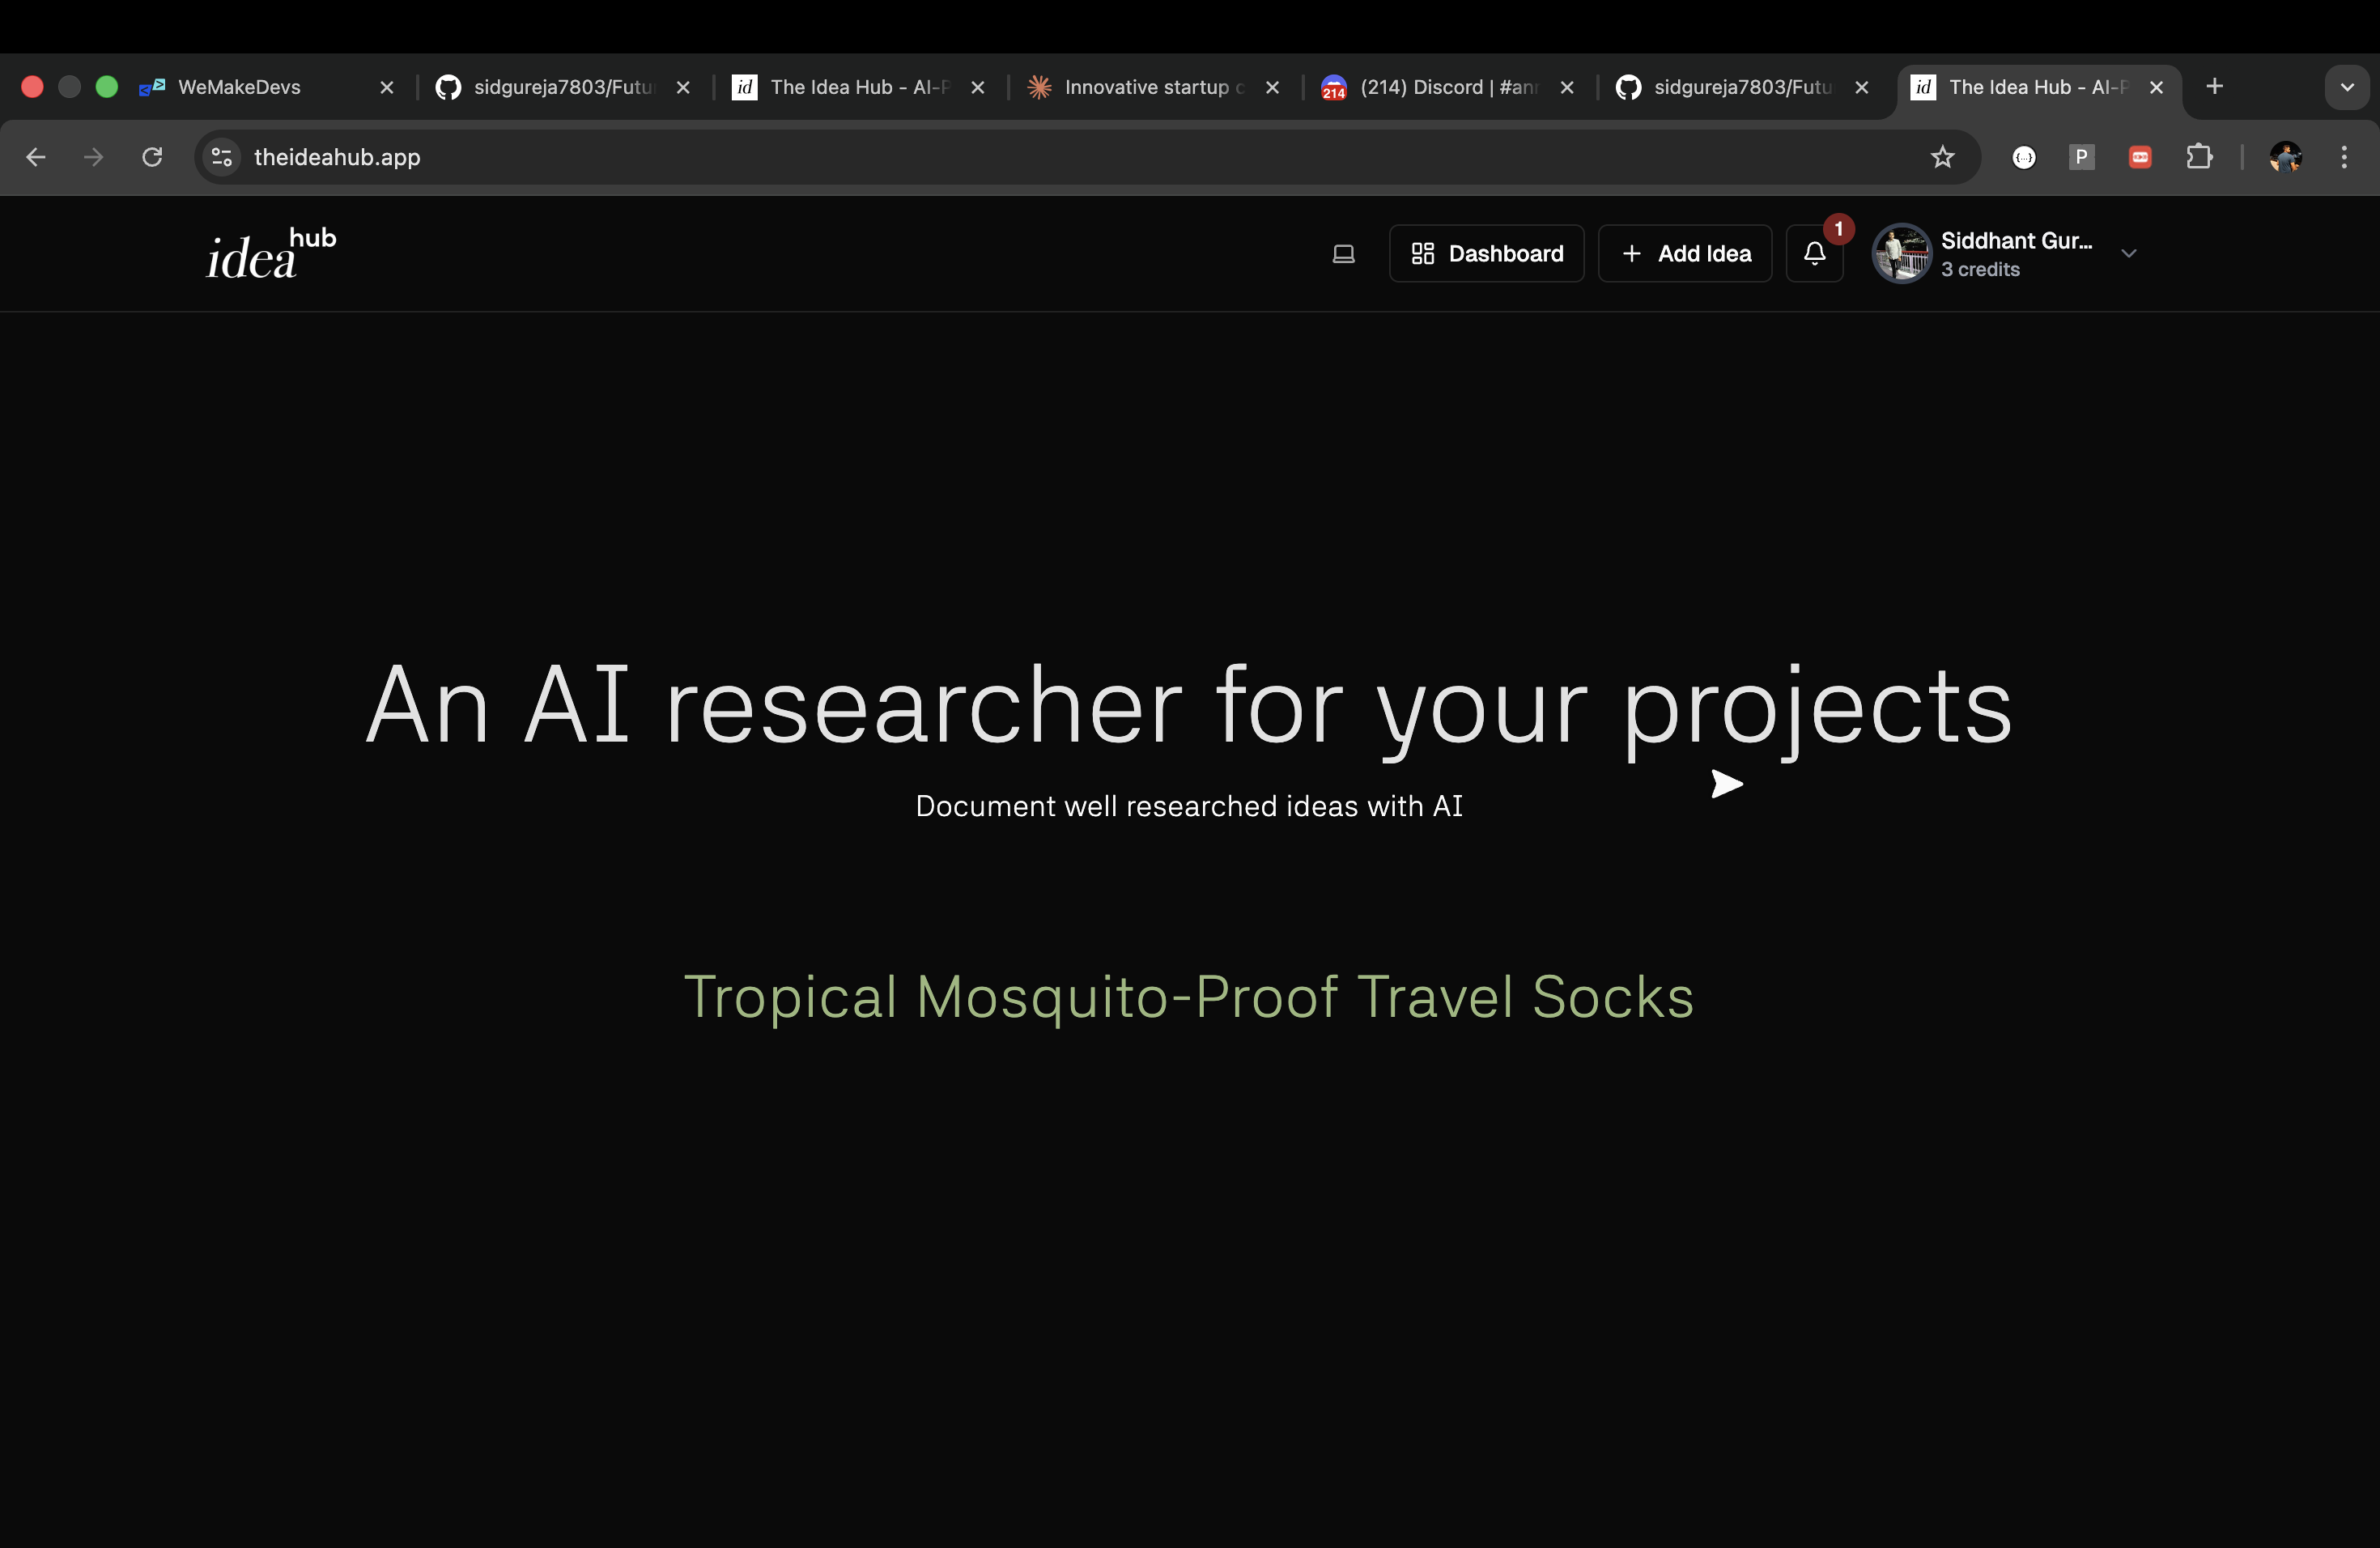 WeMakeDevs
sidgureja7803/Futu
The Idea Hub - AI-P
Innovative startup c
214
(214) Discord | #ann
sidgureja7803/Futu
The Idea Hub - AI-P
theideahub.app
{...}
P
idea hub
Dashboard
Add Idea
1
Siddhant Gur...
3 credits
An AI researcher for your projects
Document well researched ideas with AI
Tropical Mosquito-Proof Travel Socks